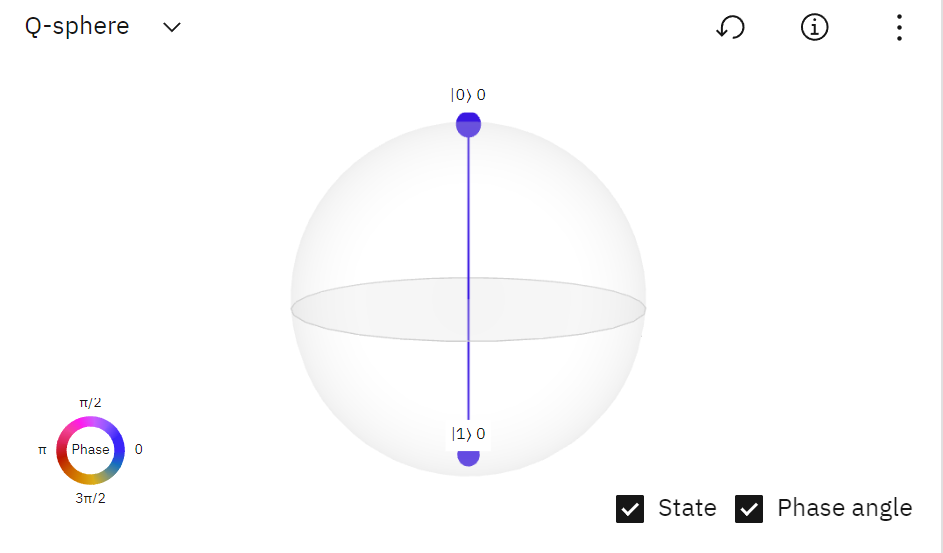 Q-sphere
|0⟩ 0
|1⟩ 0
π/2
π
Phase
0
3π/2
State
Phase angle